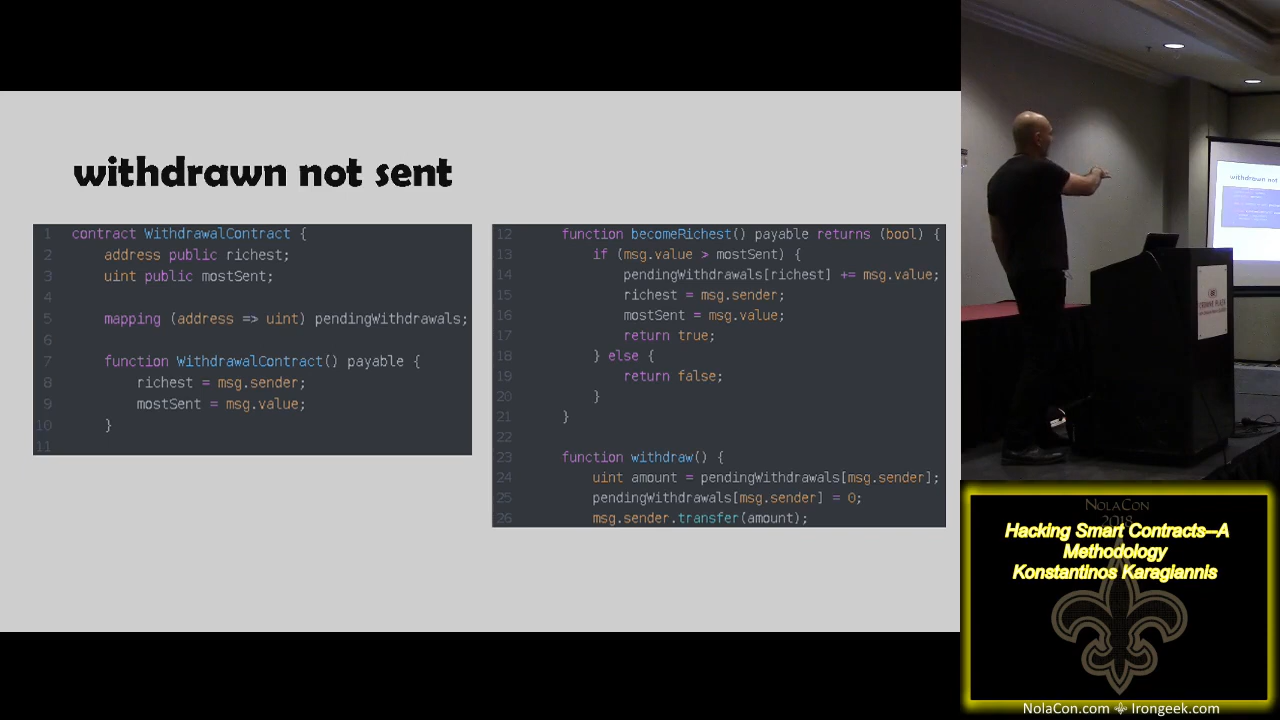 withdrawn not sent
1 contract WithdrawalContract {
2 address public richest;
3 uint public mostSent;
4
5 mapping (address => uint) pendingWithdrawals;
6
7 function WithdrawalContract() payable {
8 richest = msg.sender;
9 mostSent = msg.value;
10 }
11
12 function becomeRichest() payable returns (bool) {
13 if (msg.value > mostSent) {
14 pendingWithdrawals[richest] += msg.value;
15 richest = msg.sender;
16 mostSent = msg.value;
17 return true;
18 } else {
19 return false;
20 }
21 }
22
23 function withdraw() {
24 uint amount = pendingWithdrawals[msg.sender];
25 pendingWithdrawals[msg.sender] = 0;
26 msg.sender.transfer(amount);
withdrawn not
NolaCon
2018
Hacking Smart Contracts—A
Methodology
Konstantinos Karagiannis
NolaCon.com ⚜ Irongeek.com